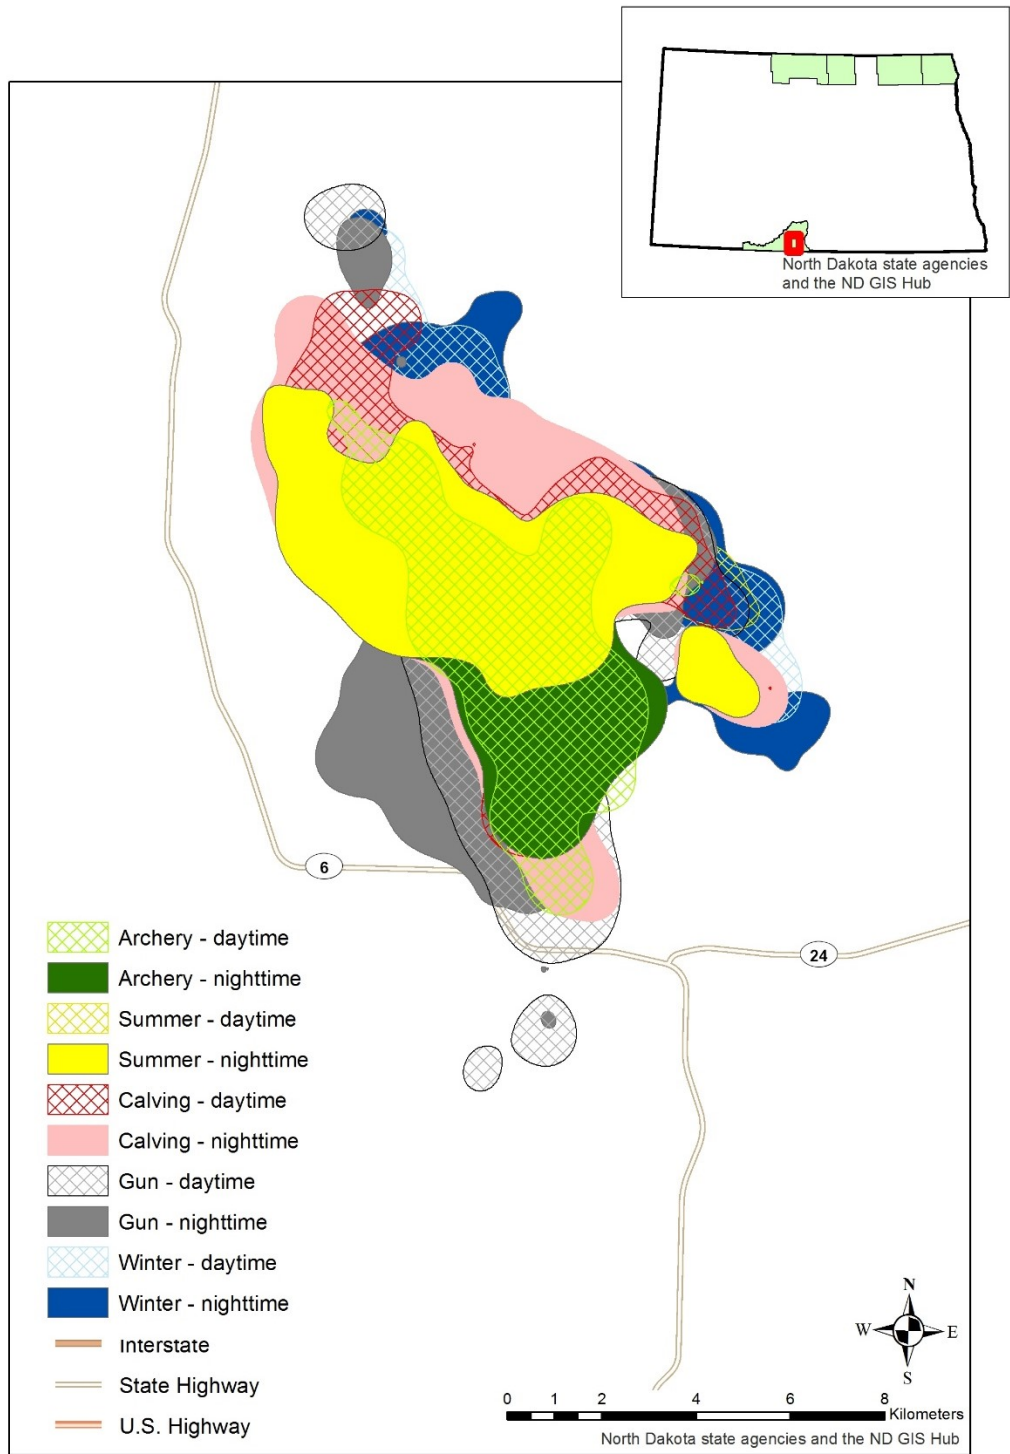 North Dakota state agencies
and the ND GIS Hub
6
24
Archery - daytime
Archery - nighttime
Summer - daytime
Summer - nighttime
Calving - daytime
Calving - nighttime
Gun - daytime
Gun - nighttime
Winter - daytime
Winter - nighttime
Interstate
State Highway
U.S. Highway
N
W E
S
0 1 2 4 6 8
Kilometers
North Dakota state agencies and the ND GIS Hub